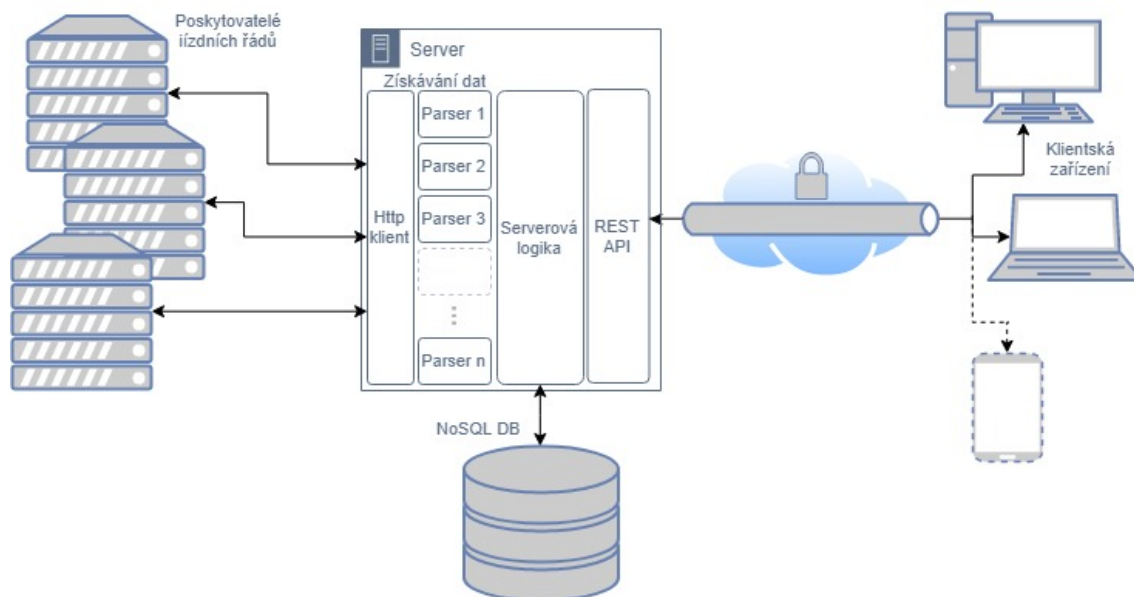 Poskytovatelé
iízdních řádů
Server
Získávání dat
Http
klient
Parser 1
Parser 2
Parser 3
Parser n
Serverová
logika
REST
API
Klientská
zařízení
NoSQL DB